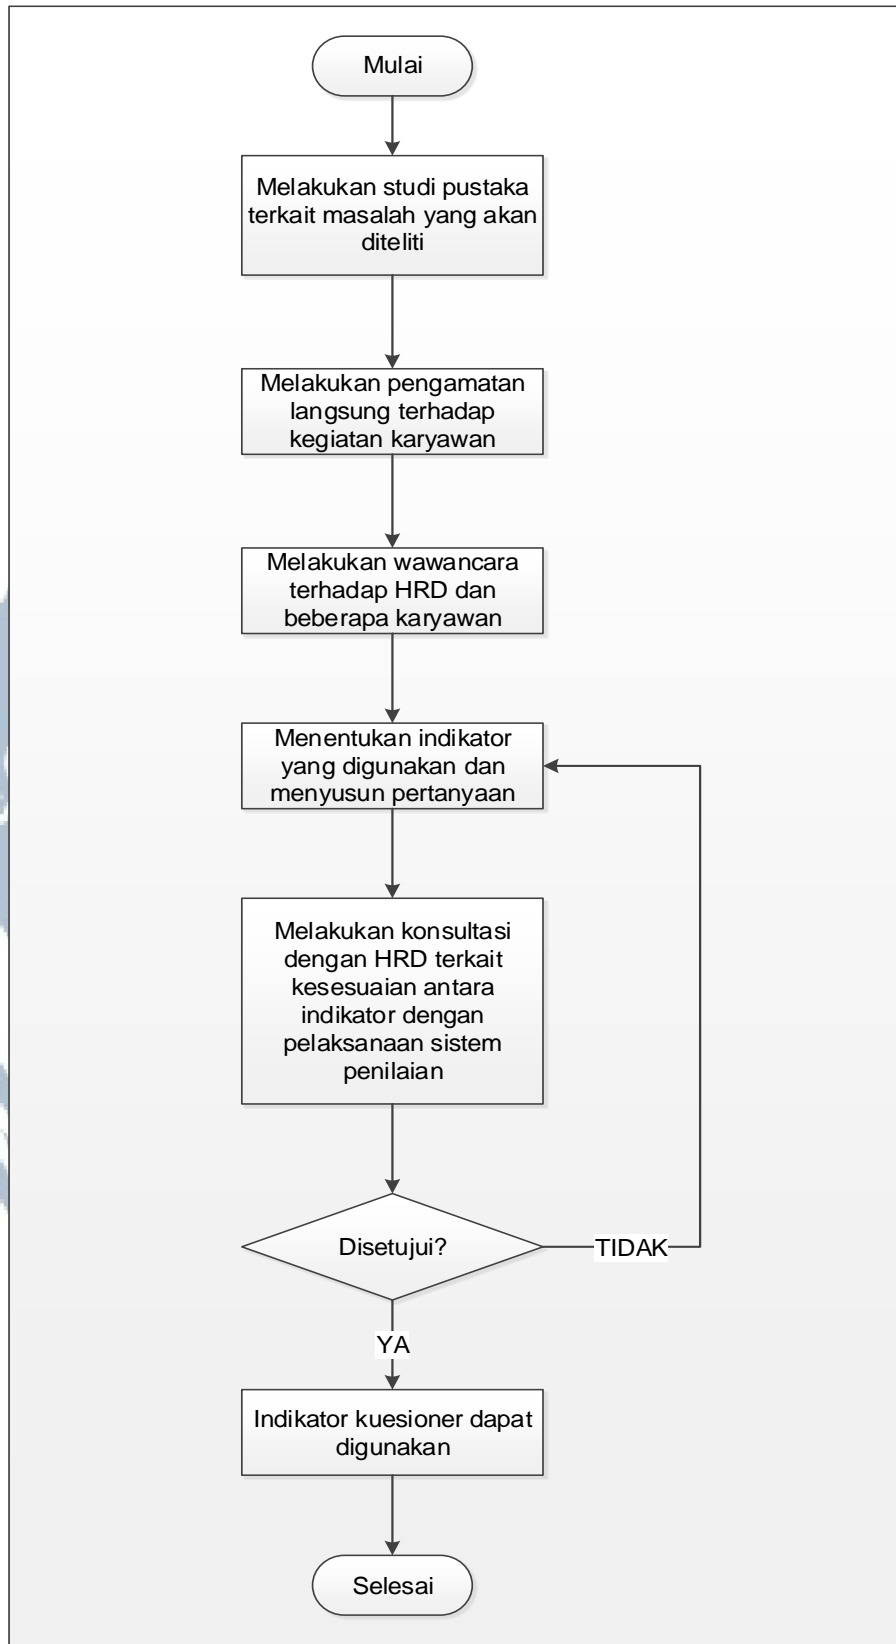 Mulai
Melakukan studi pustaka
terkait masalah yang akan
diteliti
Melakukan pengamatan
langsung terhadap
kegiatan karyawan
Melakukan wawancara
terhadap HRD dan
beberapa karyawan
Menentukan indikator
yang digunakan dan
menyusun pertanyaan
Melakukan konsultasi
dengan HRD terkait
kesesuaian antara
indikator dengan
pelaksanaan sistem
penilaian
Disetujui?
TIDAK
YA
Indikator kuesioner dapat
digunakan
Selesai